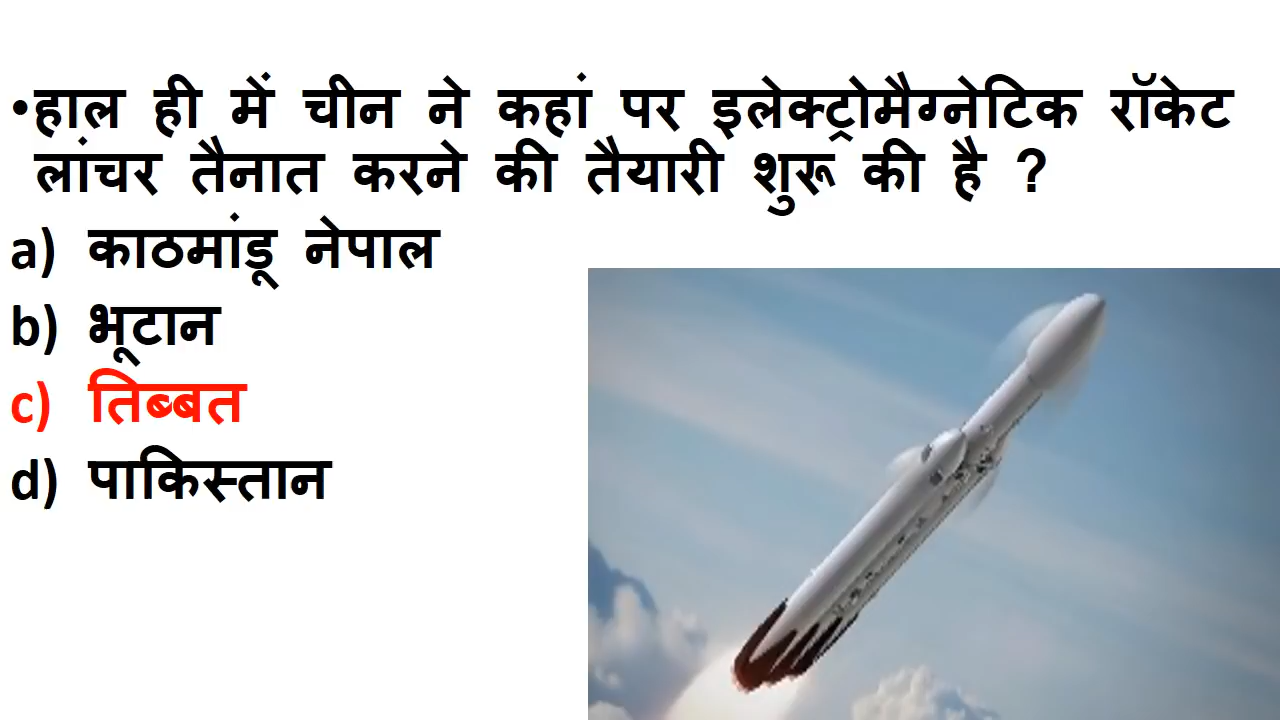 •हाल ही में चीन ने कहां पर इलेक्ट्रोमैग्नेटिक रॉकेट
लांचर तैनात करने की तैयारी शुरू की है ?
a) काठमांडू नेपाल
b) भूटान
c) तिब्बत
d) पाकिस्तान